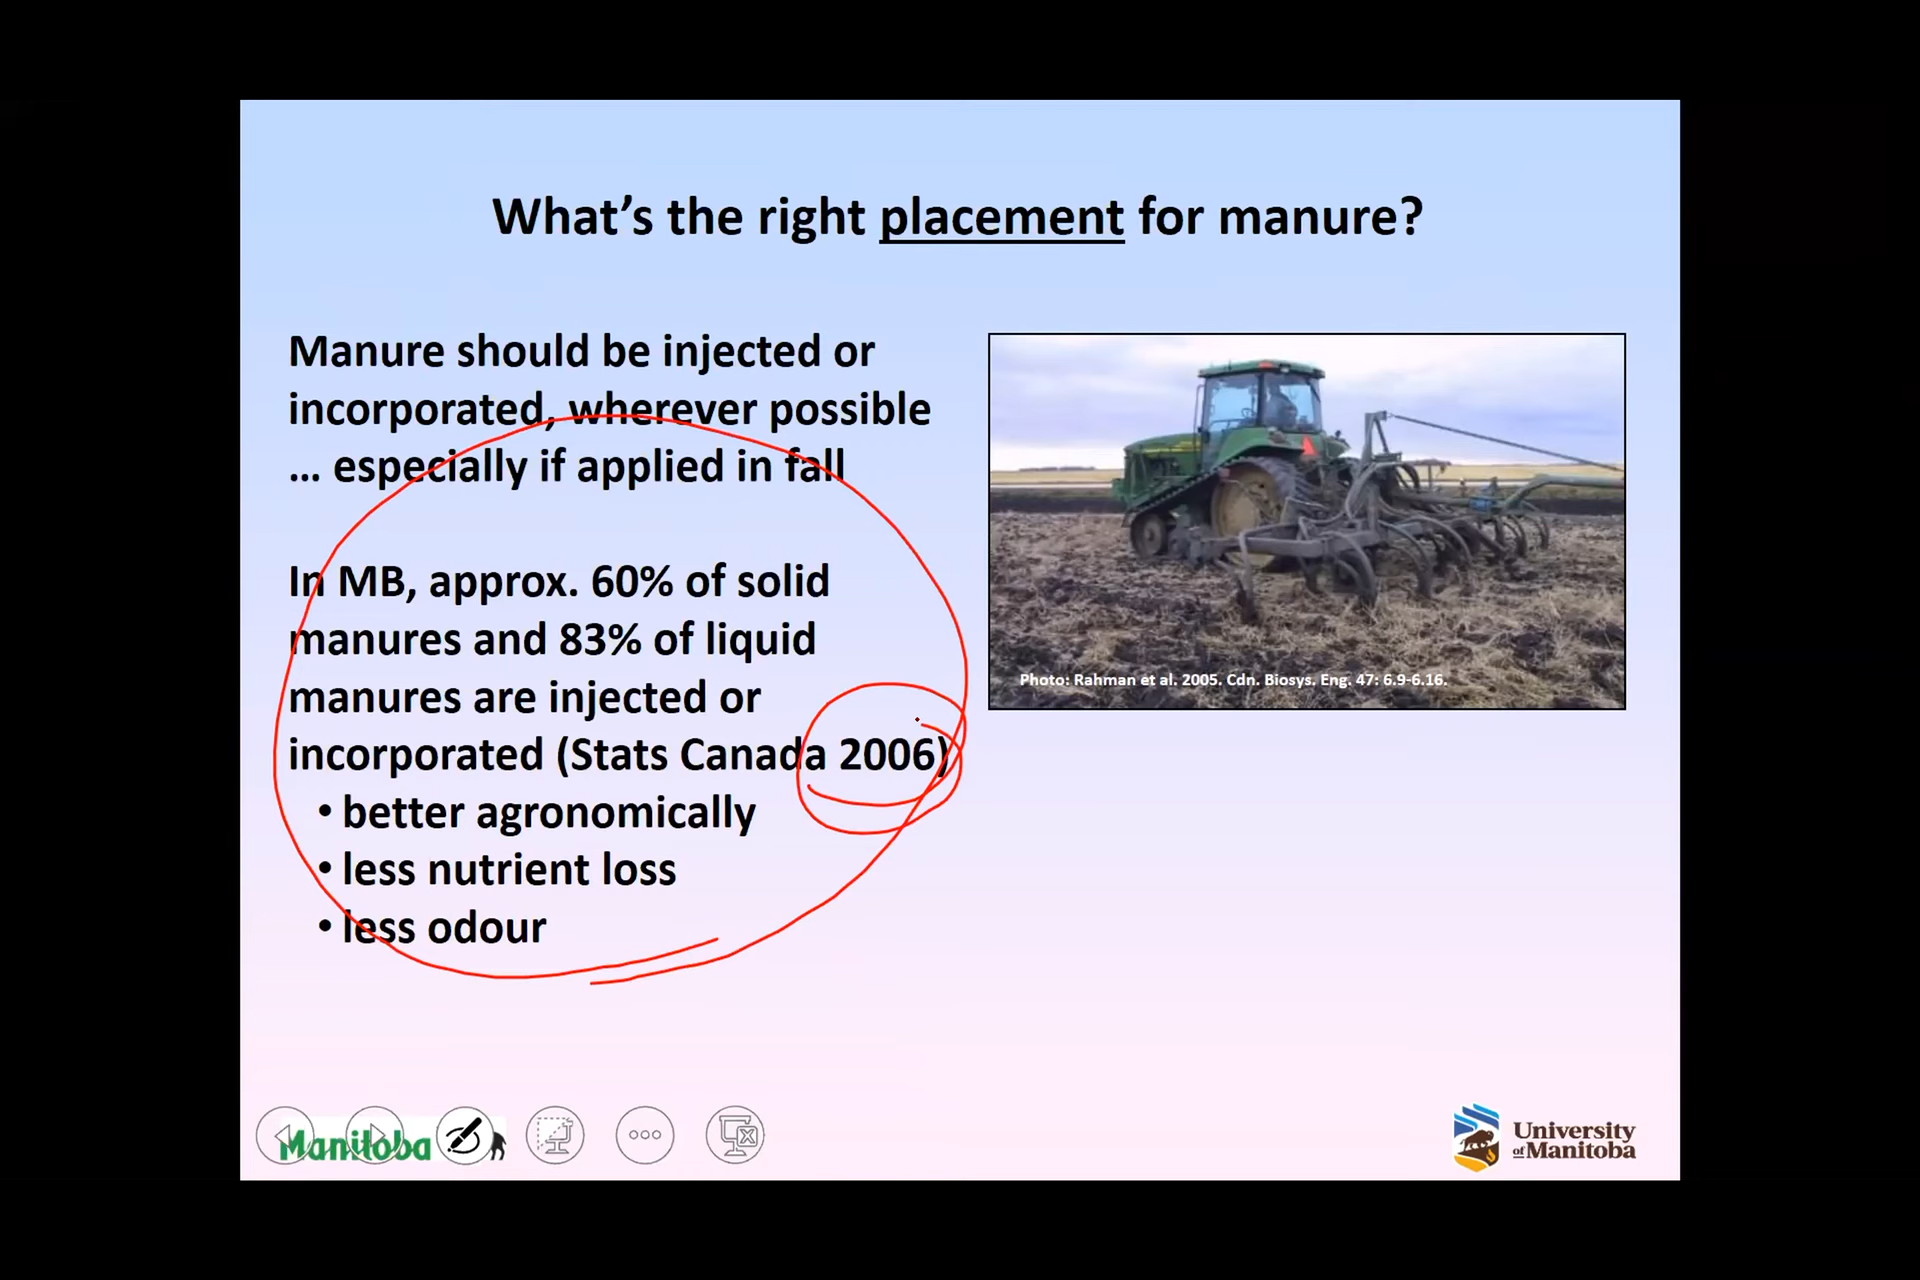 What's the right placement for manure?
Manure should be injected or
incorporated, wherever possible
... especially if applied in fall
In MB, approx. 60% of solid
manures and 83% of liquid
manures are injected or
incorporated (Stats Canada 2006)
• better agronomically
• less nutrient loss
• less odour
Photo: Rahman et al. 2005. Cdn. Biosys. Eng. 47: 6.9-6.16.
Manitoba
University
of Manitoba